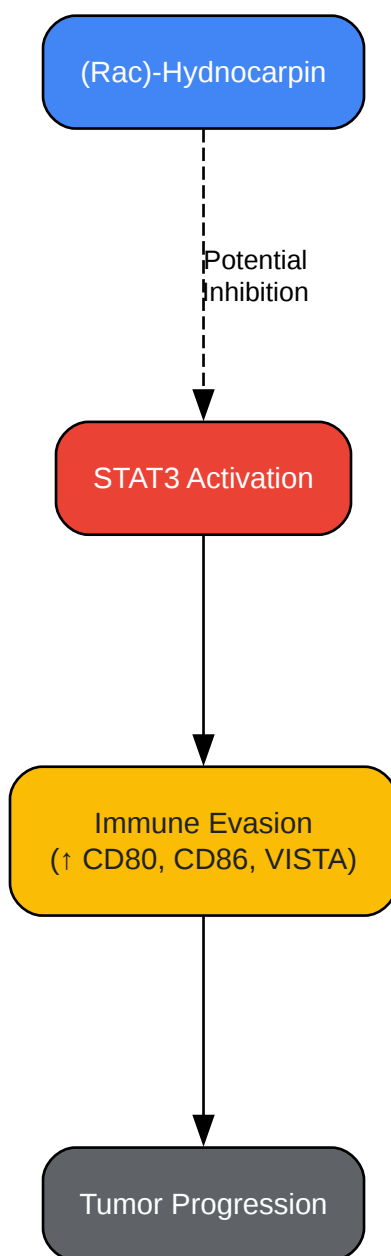 (Rac)-Hydnocarpin
Potential
Inhibition
STAT3 Activation
Immune Evasion
(↑ CD80, CD86, VISTA)
Tumor Progression